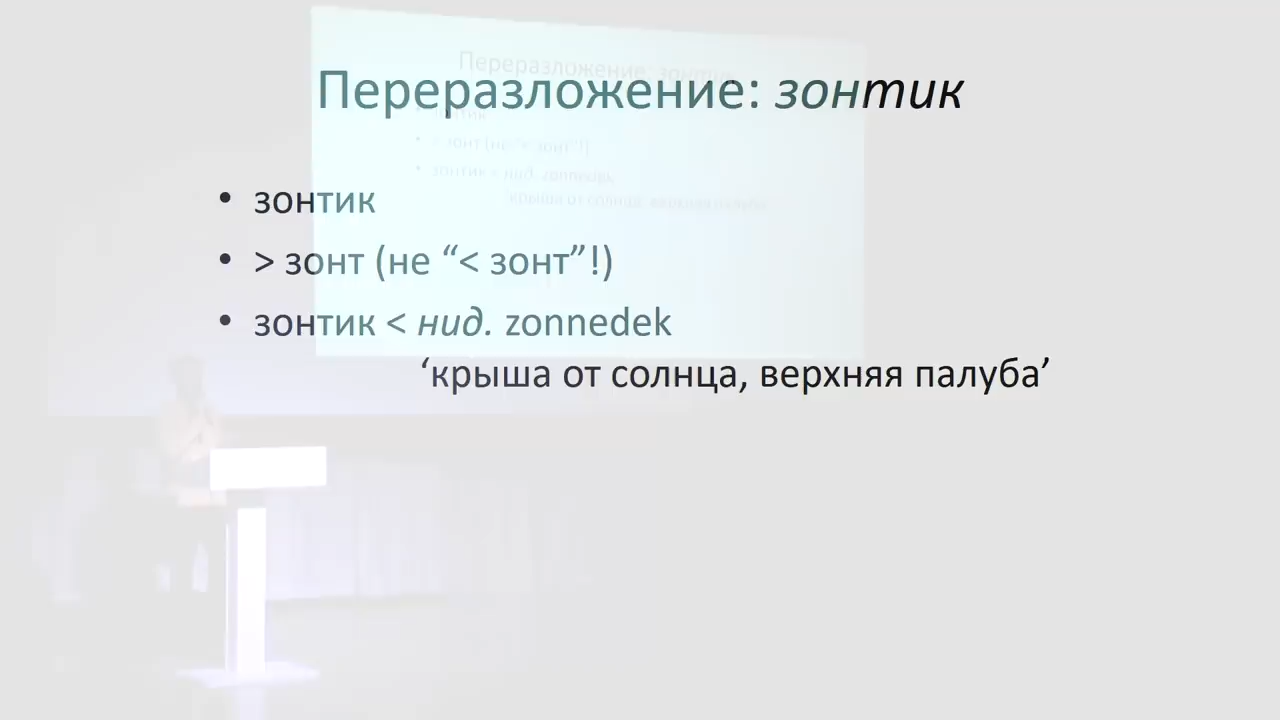 Переразложение: зонтик
• зонтик
• > зонт (не “< зонт”!)
• зонтик < нид. zonnedek
‘крыша от солнца, верхняя палуба’